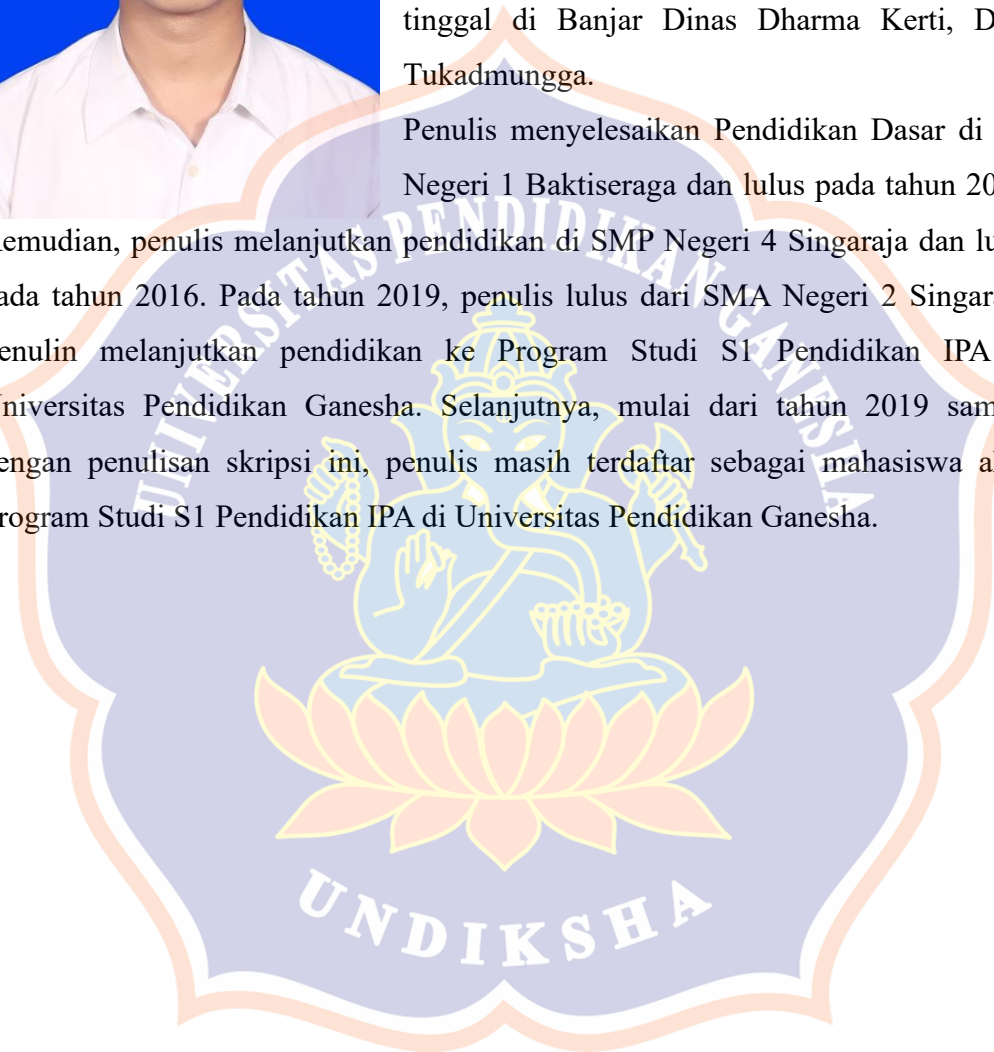 tinggal di Banjar Dinas Dharma Kerti, D
Tukadmungga.
Penulis menyelesaikan Pendidikan Dasar di
Negeri 1 Baktiseraga dan lulus pada tahun 20
emudian, penulis melanjutkan pendidikan di SMP Negeri 4 Singaraja dan lu
ada tahun 2016. Pada tahun 2019, penulis lulus dari SMA Negeri 2 Singar
enulin melanjutkan pendidikan ke Program Studi S1 Pendidikan IPA
niversitas Pendidikan Ganesha. Selanjutnya, mulai dari tahun 2019 sam
engan penulisan skripsi ini, penulis masih terdaftar sebagai mahasiswa a
rogram Studi S1 Pendidikan IPA di Universitas Pendidikan Ganesha.
UNIVERSITAS PENDIDIKAN GANESHA
UNDIKSHA